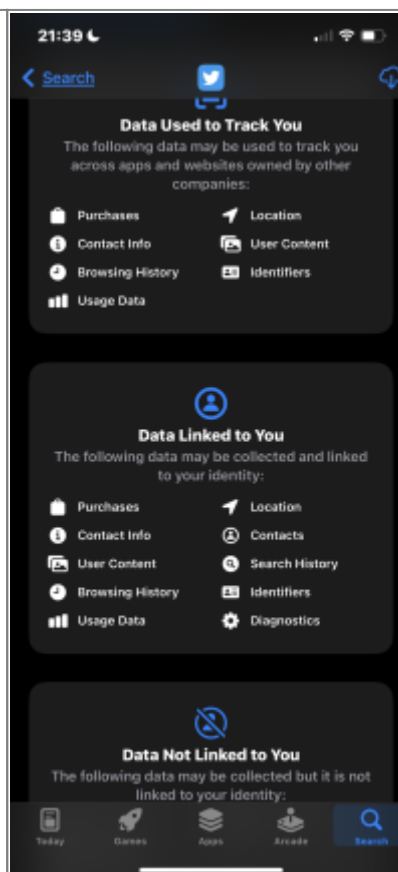 21:39
Search
Data Used to Track You
The following data may be used to track you
across apps and websites owned by other
companies:
Purchases
Location
Contact Info
User Content
Browsing History
Identifiers
Usage Data
Data Linked to You
The following data may be collected and linked
to your identity:
Purchases
Location
Contact Info
Contacts
User Content
Search History
Browsing History
Identifiers
Usage Data
Diagnostics
Data Not Linked to You
The following data may be collected but it is not
linked to your identity:
Today
Games
Apps
Arcade
Search